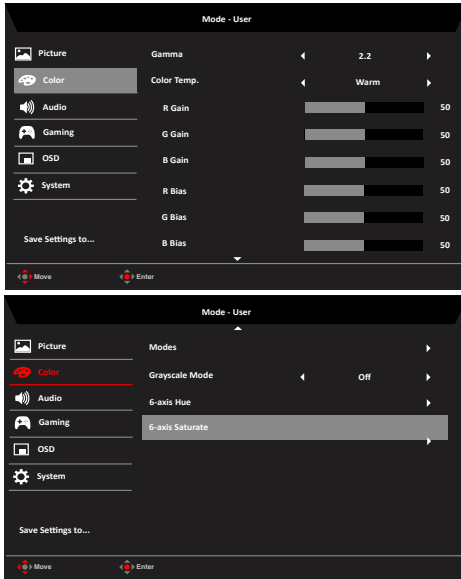 Mode - User
Picture
Gamma 2.2
Color
Color Temp. Warm
Audio
R Gain 50
Gaming
G Gain 50
OSD
B Gain 50
System
R Bias 50
G Bias 50
Save Settings to...
B Bias 50
Move Enter
Mode - User
Picture
Modes
Color
Grayscale Mode Off
Audio
6-axis Hue
Gaming
6-axis Saturate
OSD
System
Save Settings to...
Move Enter